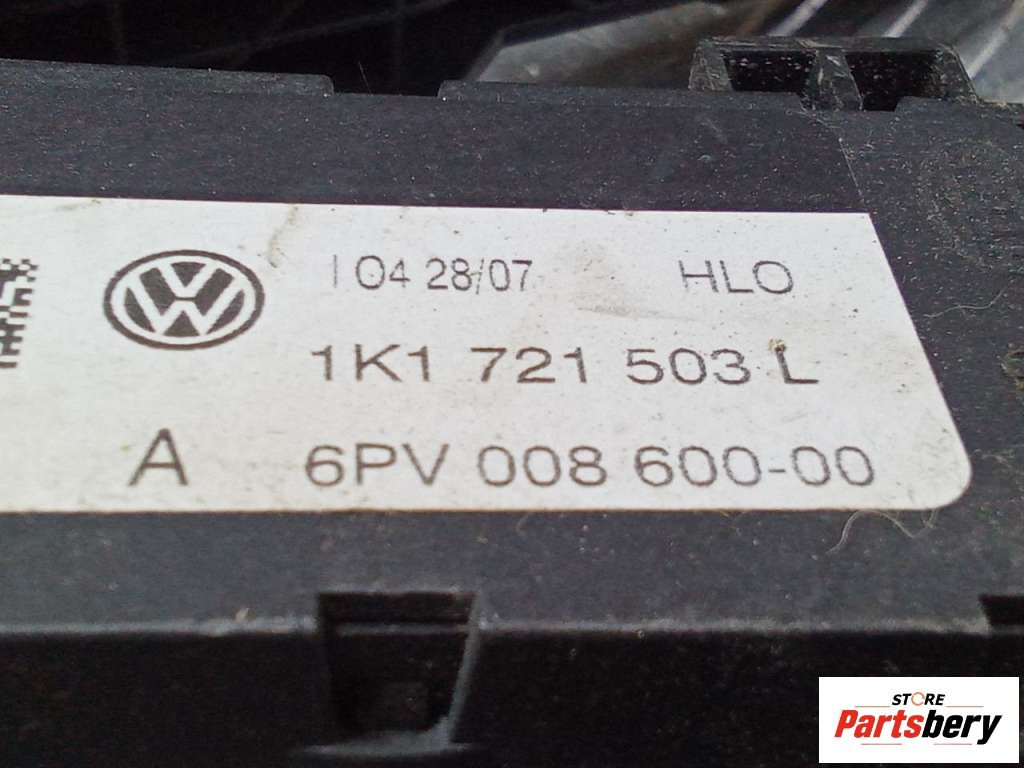 I 04 28/07 HLO
1K1 721 503 L
A 6PV 008 600-00
STORE
Partsbery